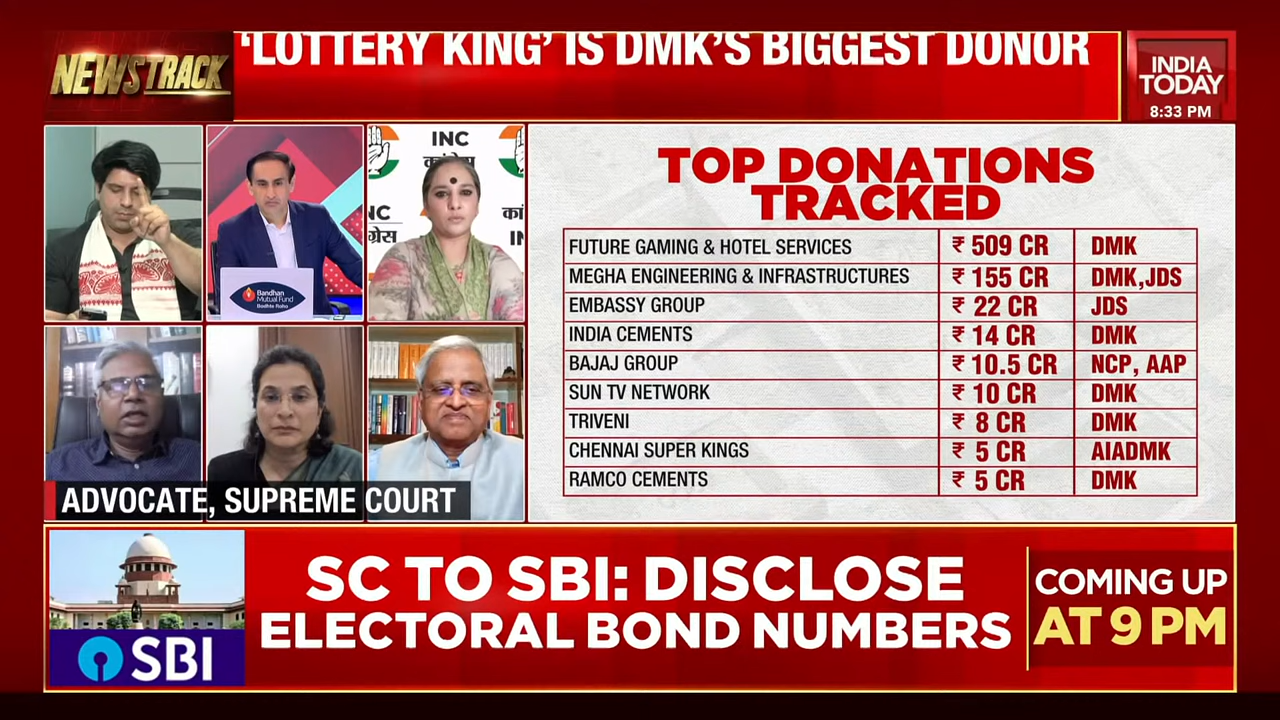 NEWSTRACK
'LOTTERY KING' IS DMK'S BIGGEST DONOR
INDIA
TODAY
8:33 PM
INC
कांग्रेस
NC
ग्रेस
Bandhan
Mutual Fund
TOP DONATIONS
TRACKED
FUTURE GAMING & HOTEL SERVICES ₹ 509 CR DMK
MEGHA ENGINEERING & INFRASTRUCTURES ₹ 155 CR DMK,JDS
EMBASSY GROUP ₹ 22 CR JDS
INDIA CEMENTS ₹ 14 CR DMK
BAJAJ GROUP ₹ 10.5 CR NCP, AAP
SUN TV NETWORK ₹ 10 CR DMK
TRIVENI ₹ 8 CR DMK
CHENNAI SUPER KINGS ₹ 5 CR AIADMK
RAMCO CEMENTS ₹ 5 CR DMK
ADVOCATE, SUPREME COURT
SBI
SC TO SBI: DISCLOSE
ELECTORAL BOND NUMBERS
COMING UP
AT 9 PM